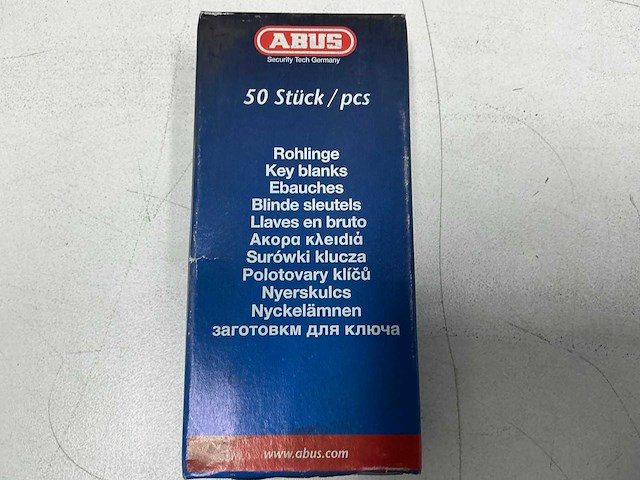 ABUS
Security Tech Germany
50 Stück / pcs
Rohlinge
Key blanks
Ebauches
Blinde sleutels
Llaves en bruto
Ακορα κλειδιά
Surówki klucza
Polotovary klíčů
Nyerskulcs
Nyckelämnen
заготовкм для ключа
www.abus.com